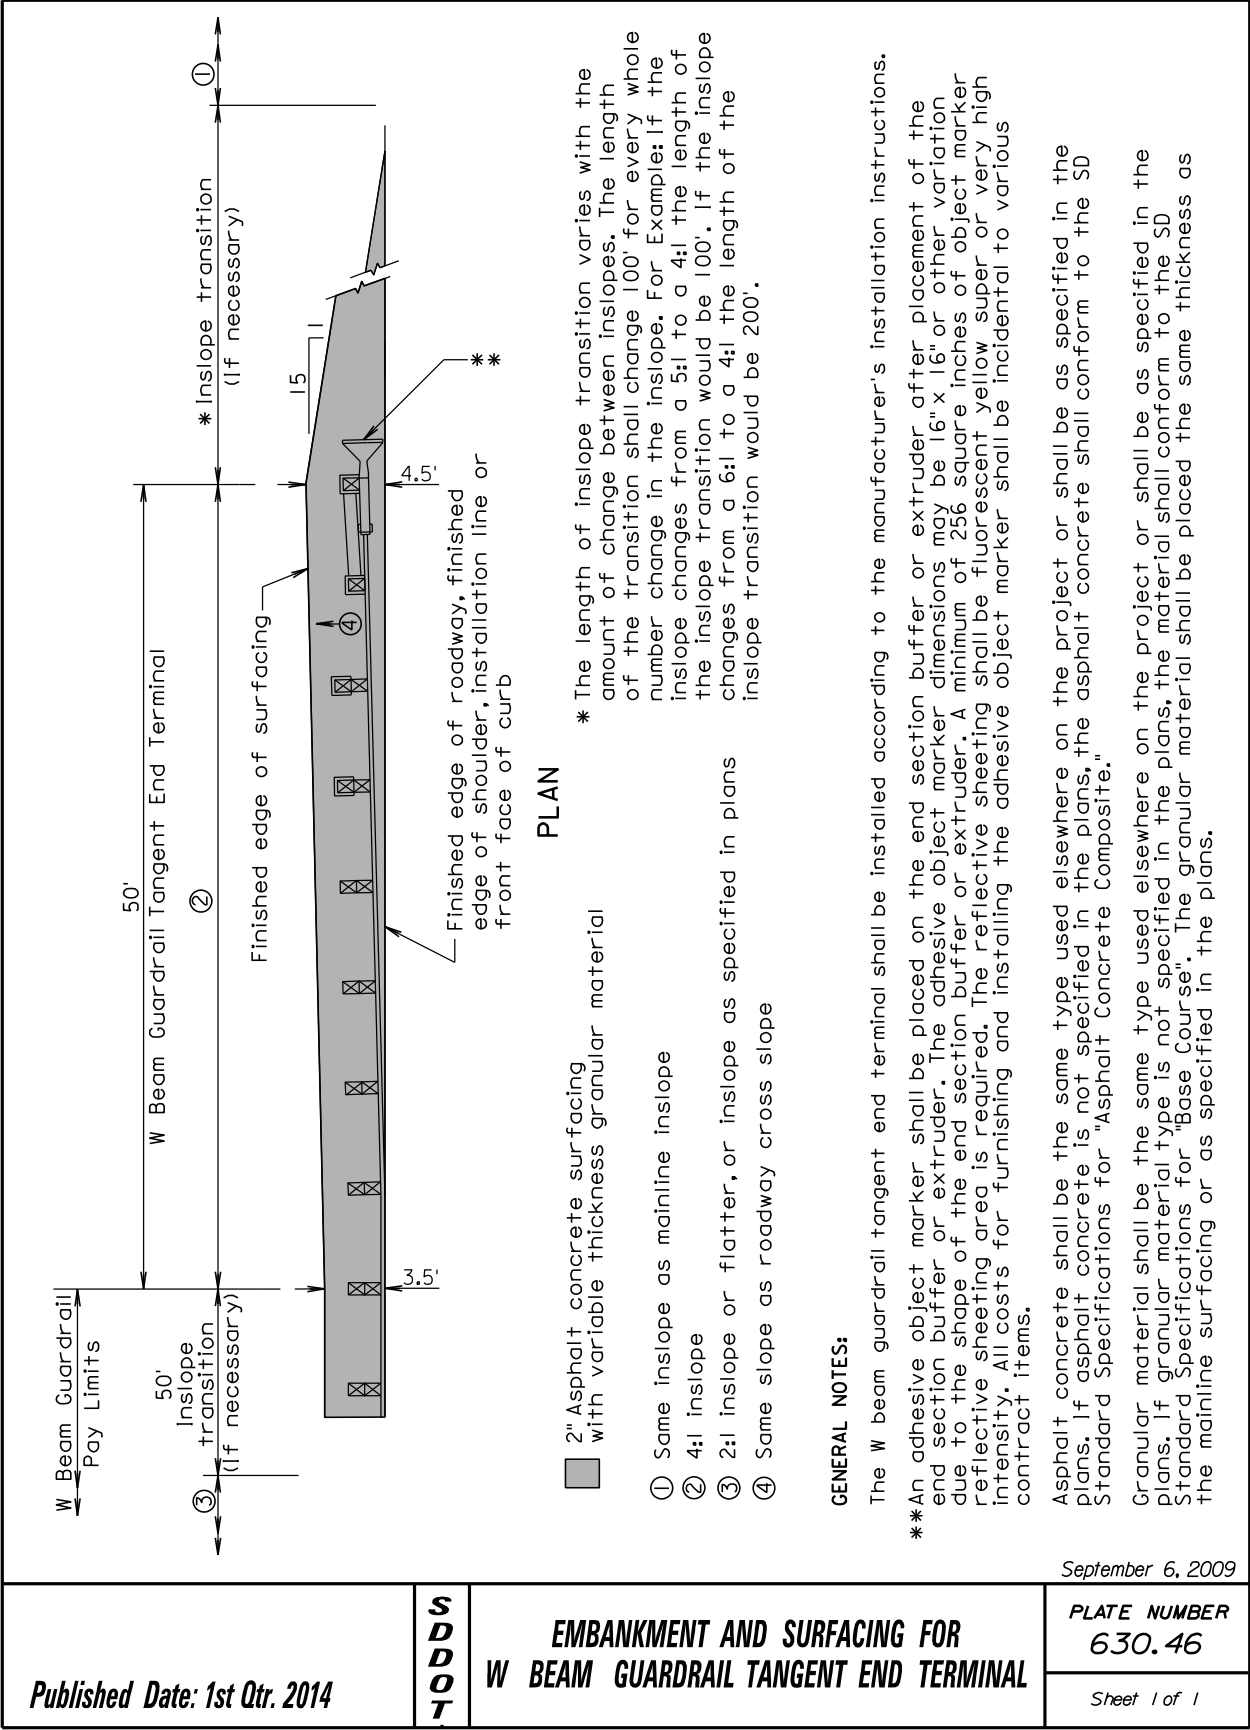 W Beam Guardrail
Pay Limits
50'
W Beam Guardrail Tangent End Terminal
50'
Inslope
transition
(If necessary)
* Inslope transition
(If necessary)
3
2
1
Finished edge of surfacing
15
1
4
3.5'
4.5'
**
Finished edge of roadway, finished
edge of shoulder, installation line or
front face of curb
PLAN
2" Asphalt concrete surfacing
with variable thickness granular material
1 Same inslope as mainline inslope
2 4:1 inslope
3 2:1 inslope or flatter, or inslope as specified in plans
4 Same slope as roadway cross slope
* The length of inslope transition varies with the
amount of change between inslopes. The length
of the transition shall change 100' for every whole
number change in the inslope. For Example: If the
inslope changes from a 5:1 to a 4:1 the length of
the inslope transition would be 100'. If the inslope
changes from a 6:1 to a 4:1 the length of the
inslope transition would be 200'.
GENERAL NOTES:
The W beam guardrail tangent end terminal shall be installed according to the manufacturer's installation instructions.
**An adhesive object marker shall be placed on the end section buffer or extruder after placement of the
end section buffer or extruder. The adhesive object marker dimensions may be 16" x 16" or other variation
due to the shape of the end section buffer or extruder. A minimum of 256 square inches of object marker
reflective sheeting area is required. The reflective sheeting shall be fluorescent yellow super or very high
intensity. All costs for furnishing and installing the adhesive object marker shall be incidental to various
contract items.
Asphalt concrete shall be the same type used elsewhere on the project or shall be as specified in the
plans. If asphalt concrete is not specified in the plans, the asphalt concrete shall conform to the SD
Standard Specifications for "Asphalt Concrete Composite."
Granular material shall be the same type used elsewhere on the project or shall be as specified in the
plans. If granular material type is not specified in the plans, the material shall conform to the SD
Standard Specifications for "Base Course". The granular material shall be placed the same thickness as
the mainline surfacing or as specified in the plans.
September 6, 2009
Published Date: 1st Qtr. 2014
SDDOT
EMBANKMENT AND SURFACING FOR
W BEAM GUARDRAIL TANGENT END TERMINAL
PLATE NUMBER
630.46
Sheet 1 of 1